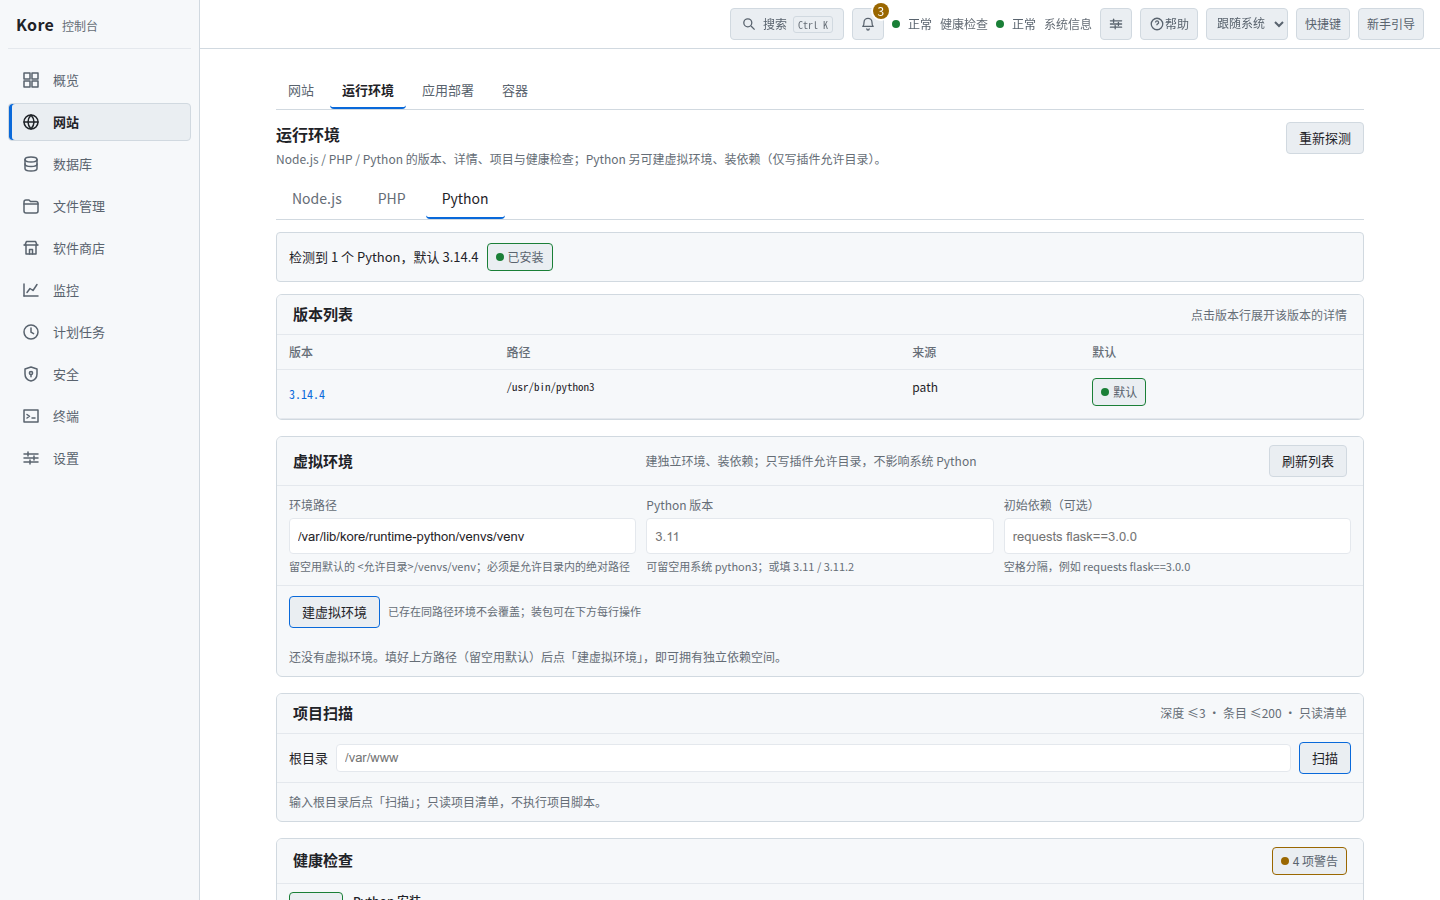 Kore 控制台
搜索 Ctrl K
3
正常 健康检查
正常 系统信息
帮助
跟随系统
快捷键
新手引导
概览
网站
数据库
文件管理
软件商店
监控
计划任务
安全
终端
设置
网站 运行环境 应用部署 容器
运行环境
重新探测
Node.js / PHP / Python 的版本、详情、项目与健康检查；Python 另可建虚拟环境、装依赖（仅写插件允许目录）。
Node.js PHP Python
检测到 1 个 Python，默认 3.14.4 已安装
版本列表 点击版本行展开该版本的详情
版本 路径 来源 默认
3.14.4 /usr/bin/python3 path 默认
虚拟环境 建独立环境、装依赖；只写插件允许目录，不影响系统 Python 刷新列表
环境路径 Python 版本 初始依赖（可选）
/var/lib/kore/runtime-python/venvs/venv 3.11 requests flask==3.0.0
留空用默认的 <允许目录>/venvs/venv；必须是允许目录内的绝对路径 可留空用系统 python3；或填 3.11 / 3.11.2 空格分隔，例如 requests flask==3.0.0
建虚拟环境 已存在同路径环境不会覆盖；装包可在下方每行操作
还没有虚拟环境。填好上方路径（留空用默认）后点「建虚拟环境」，即可拥有独立依赖空间。
项目扫描 深度 ≤3 · 条目 ≤200 · 只读清单
根目录 /var/www 扫描
输入根目录后点「扫描」；只读项目清单，不执行项目脚本。
健康检查 4 项警告
Python 安装